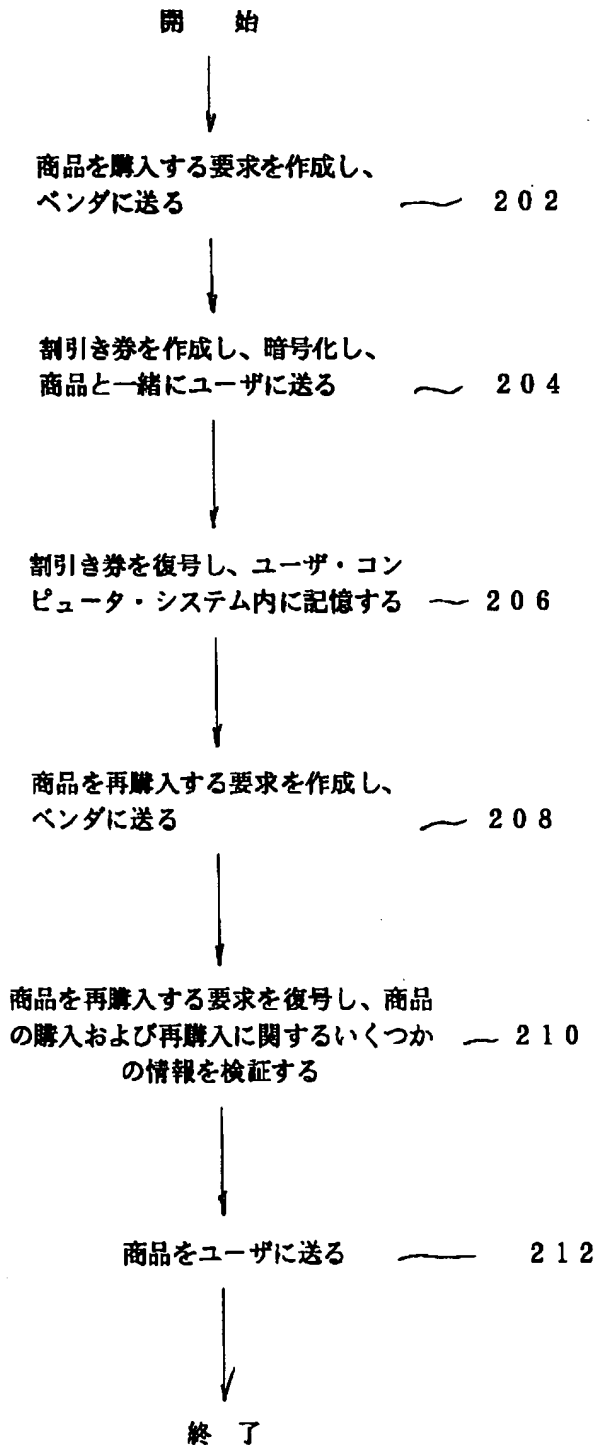 開 始
商品を購入する要求を作成し、
ベンダに送る 202
割引き券を作成し、暗号化し、
商品と一緒にユーザに送る 204
割引き券を復号し、ユーザ・コン
ピュータ・システム内に記憶する 206
商品を再購入する要求を作成し、
ベンダに送る 208
商品を再購入する要求を復号し、商品
の購入および再購入に関するいくつか 210
の情報を検証する
商品をユーザに送る 212
終 了